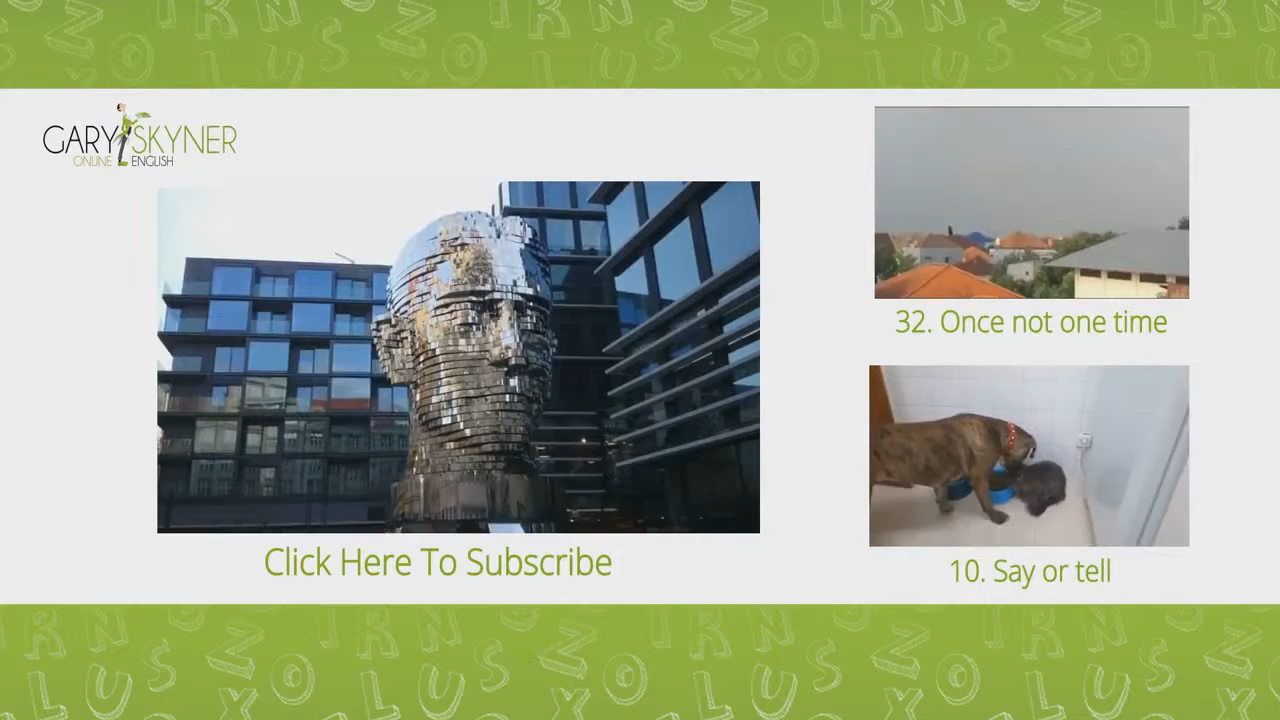 GARY SKYNER
ONLINE ENGLISH
Click Here To Subscribe
32. Once not one time
10. Say or tell